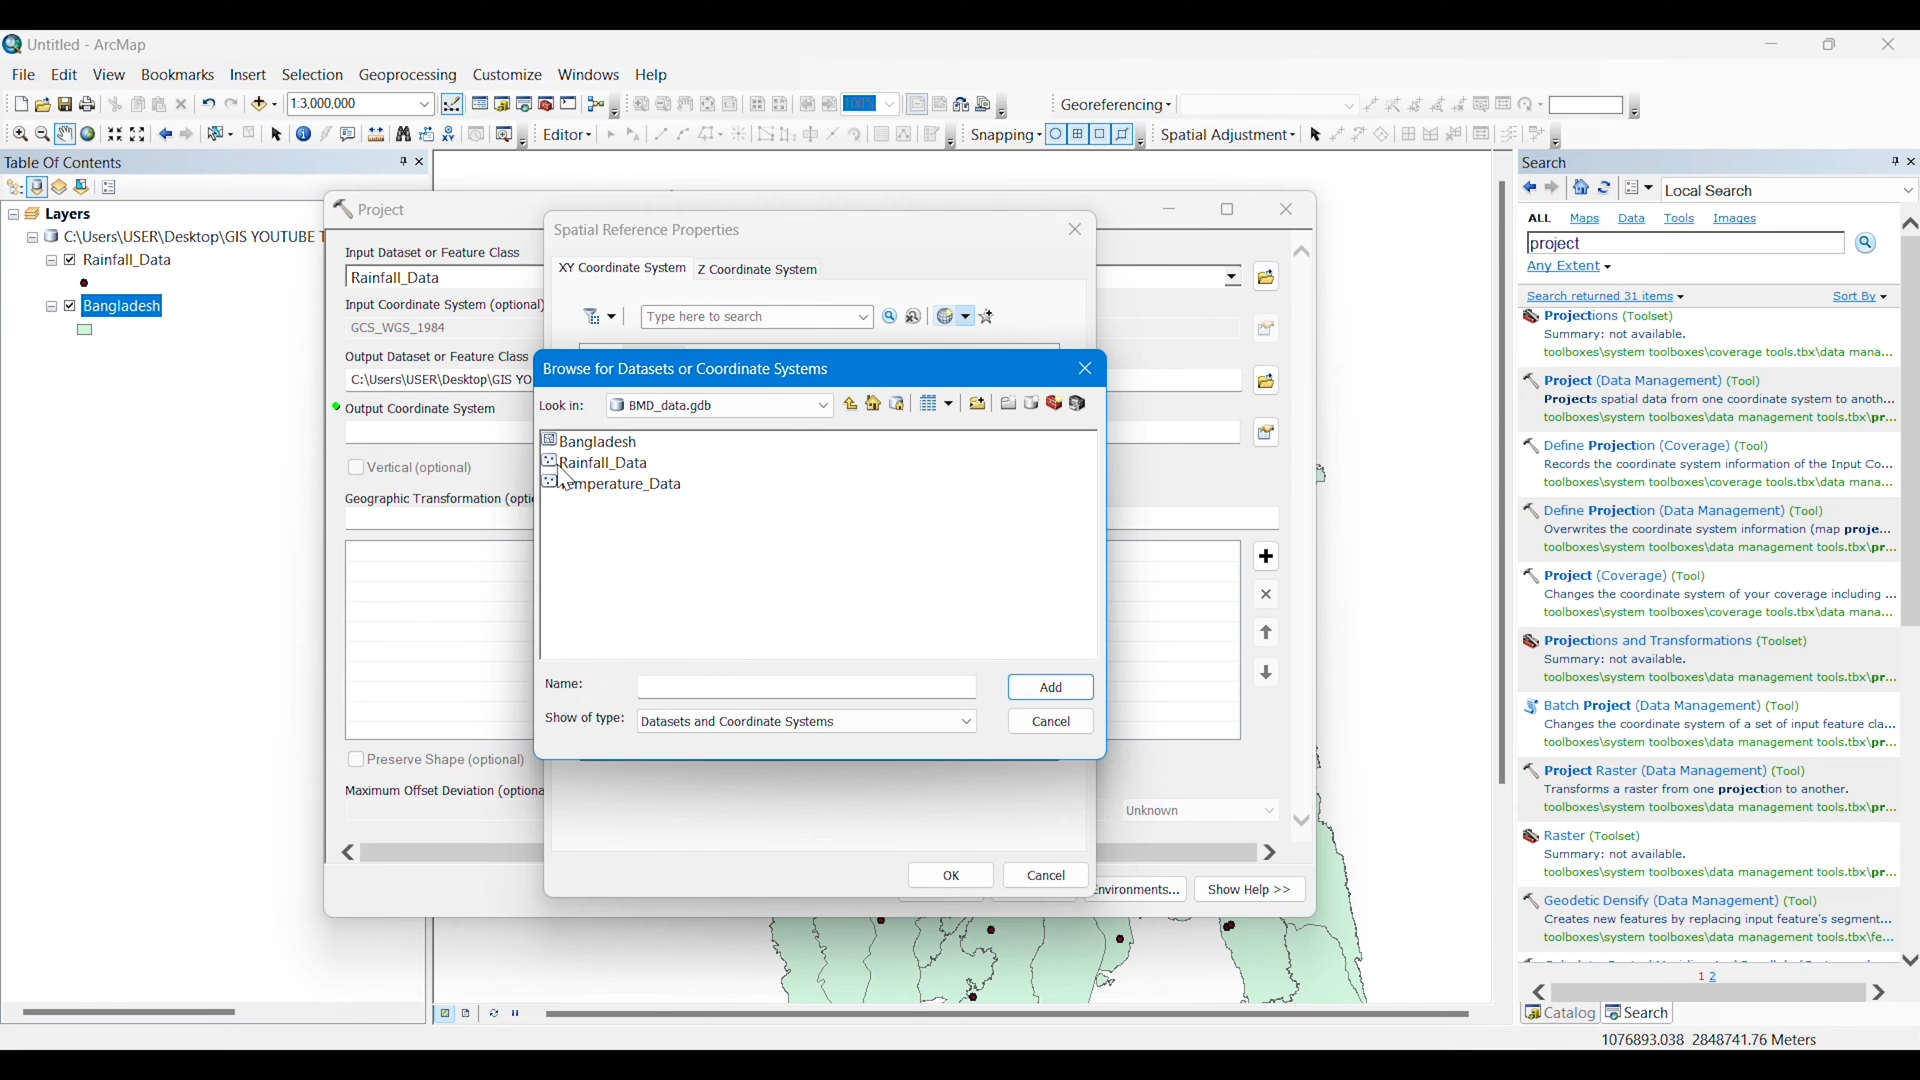 Untitled - ArcMap
File Edit View Bookmarks Insert Selection Geoprocessing Customize Windows Help
1:3,000,000 100% Georeferencing
Editor Snapping Spatial Adjustment
Table Of Contents
Layers
C:\Users\USER\Desktop\GIS YOUTUBE T
Rainfall_Data
Bangladesh
Project
Input Dataset or Feature Class
Rainfall_Data
Input Coordinate System (optional)
GCS_WGS_1984
Output Dataset or Feature Class
C:\Users\USER\Desktop\GIS YO
Output Coordinate System
Vertical (optional)
Geographic Transformation (opti
Preserve Shape (optional)
Maximum Offset Deviation (optiona
Unknown
Environments...
Show Help >>
Spatial Reference Properties
XY Coordinate System Z Coordinate System
Type here to search
OK Cancel
Browse for Datasets or Coordinate Systems
Look in: BMD_data.gdb
Bangladesh
Rainfall_Data
Temperature_Data
Name:
Add
Show of type: Datasets and Coordinate Systems
Cancel
Search
Local Search
ALL Maps Data Tools Images
project
Any Extent
Search returned 31 items Sort By
Projections (Toolset)
Summary: not available.
toolboxes\system toolboxes\coverage tools.tbx\data mana...
Project (Data Management) (Tool)
Projects spatial data from one coordinate system to anoth...
toolboxes\system toolboxes\data management tools.tbx\pr...
Define Projection (Coverage) (Tool)
Records the coordinate system information of the Input Co...
toolboxes\system toolboxes\coverage tools.tbx\data mana...
Define Projection (Data Management) (Tool)
Overwrites the coordinate system information (map proje...
toolboxes\system toolboxes\data management tools.tbx\pr...
Project (Coverage) (Tool)
Changes the coordinate system of your coverage including ...
toolboxes\system toolboxes\coverage tools.tbx\data mana...
Projections and Transformations (Toolset)
Summary: not available.
toolboxes\system toolboxes\data management tools.tbx\pr...
Batch Project (Data Management) (Tool)
Changes the coordinate system of a set of input feature cla...
toolboxes\system toolboxes\data management tools.tbx\pr...
Project Raster (Data Management) (Tool)
Transforms a raster from one projection to another.
toolboxes\system toolboxes\data management tools.tbx\pr...
Raster (Toolset)
Summary: not available.
toolboxes\system toolboxes\data management tools.tbx\pr...
Geodetic Densify (Data Management) (Tool)
Creates new features by replacing input feature's segment...
toolboxes\system toolboxes\data management tools.tbx\fe...
1 2
Catalog Search
1076893.038 2848741.76 Meters